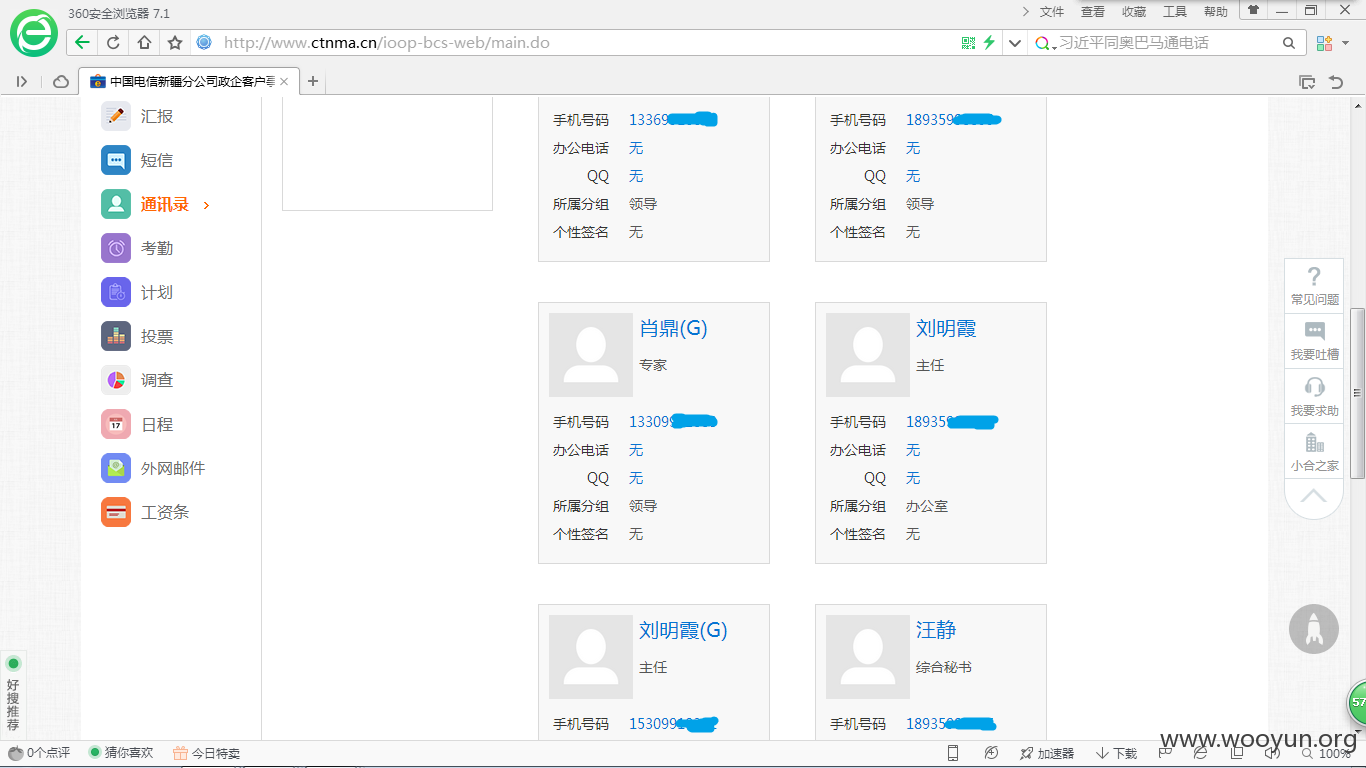 360安全浏览器 7.1
文件 查看 收藏 工具 帮助
http://www.ctnma.cn/ioop-bcs-web/main.do
习近平同奥巴马通电话
中国电信新疆分公司政企客户
汇报
短信
通讯录
考勤
计划
投票
调查
日程
17
外网邮件
工资条
手机号码 13369
办公电话 无
QQ 无
所属分组 领导
个性签名 无
手机号码 18935
办公电话 无
QQ 无
所属分组 领导
个性签名 无
肖鼎(G)
专家
手机号码 13309
办公电话 无
QQ 无
所属分组 领导
个性签名 无
刘明霞
主任
手机号码 18935
办公电话 无
QQ 无
所属分组 办公室
个性签名 无
刘明霞(G)
主任
手机号码 15309
汪静
综合秘书
手机号码 18935
常见问题
我要吐槽
我要求助
小合之家
57
好搜推荐
0个点评 猜你喜欢 今日特卖
加速器 下载 100%
www.wooyun.org